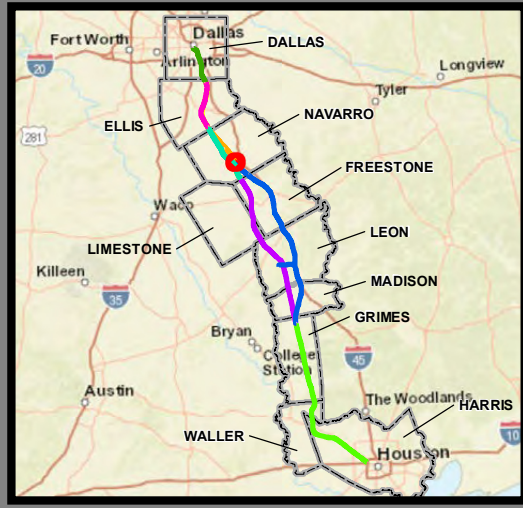 Dallas
DALLAS
Fort Worth
Arlington
20
Longview
Tyler
NAVARRO
ELLIS
281
FREESTONE
Waco
LEON
LIMESTONE
Killeen
MADISON
35
GRIMES
Bryan
College
Station
45
Austin
The Woodlands
HARRIS
WALLER
10
Houston